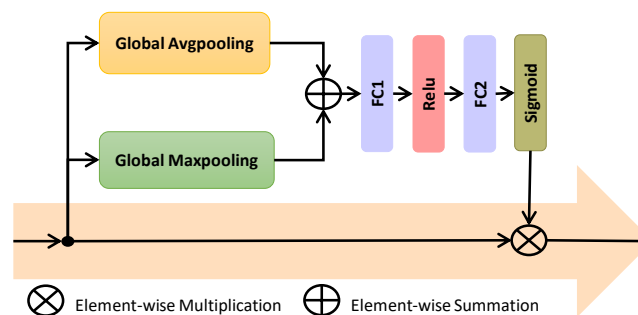 Global Avgpooling
Global Maxpooling
FC1
Relu
FC2
Sigmoid
Element-wise Multiplication
Element-wise Summation